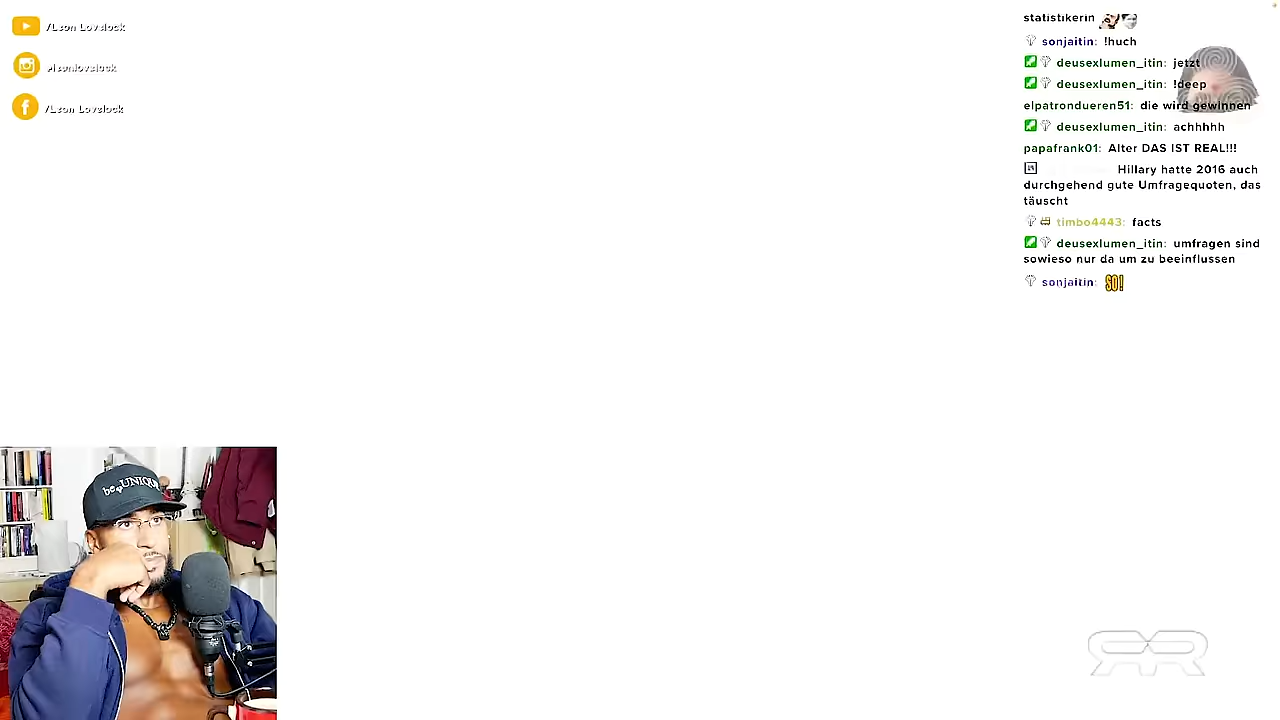 /Leon Lovelock
statistikerin
sonjaitin: !huch
@leonlovelock
deusexlumen_itin: jetzt
deusexlumen_itin: !deep
/Leon Lovelock
elpatrondueren51: die wird gewinnen
deusexlumen_itin: achhhhh
papafrank01: Alter DAS IST REAL!!!
Hillary hatte 2016 auch
durchgehend gute Umfragequoten, das
täuscht
timbo4443: facts
deusexlumen_itin: umfragen sind
sowieso nur da um zu beeinflussen
sonjaitin: SO!
be UNIQUE